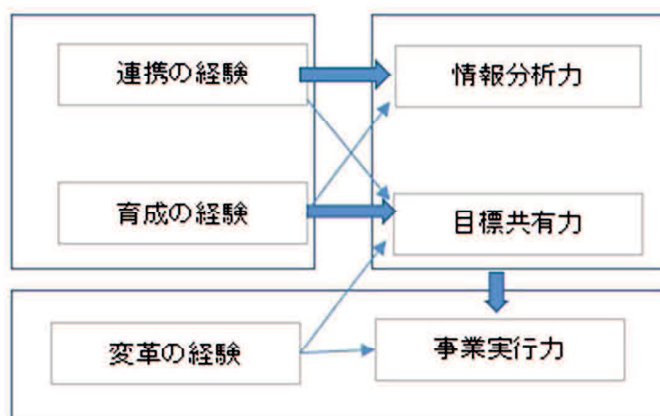 連携の経験
情報分析力
育成の経験
目標共有力
変革の経験
事業実行力